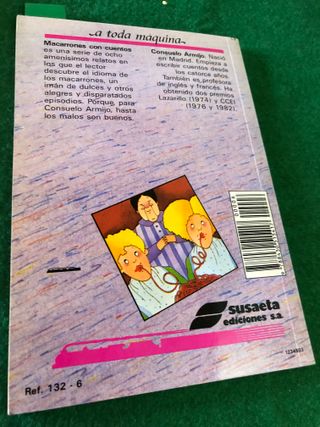 a toda máquina
Macarrones con cuentos
es una serie de ocho
amenísimos relatos en
los que el lector
descubre el idioma de
los macarrones, un
imán de dulces y otros
alegres y disparatados
episodios. Porque, para
Consuelo Armijo, hasta
los malos son buenos.
Consuelo Armijo. Nació
en Madrid. Empieza a
escribir cuentos desde
los catorce años.
También es profesora
de inglés y francés. Ha
obtenido dos premios
Lazarillo (1974) y CCEI
(1976 y 1982).
susaeta
ediciones s.a.
Ref. 132 - 6